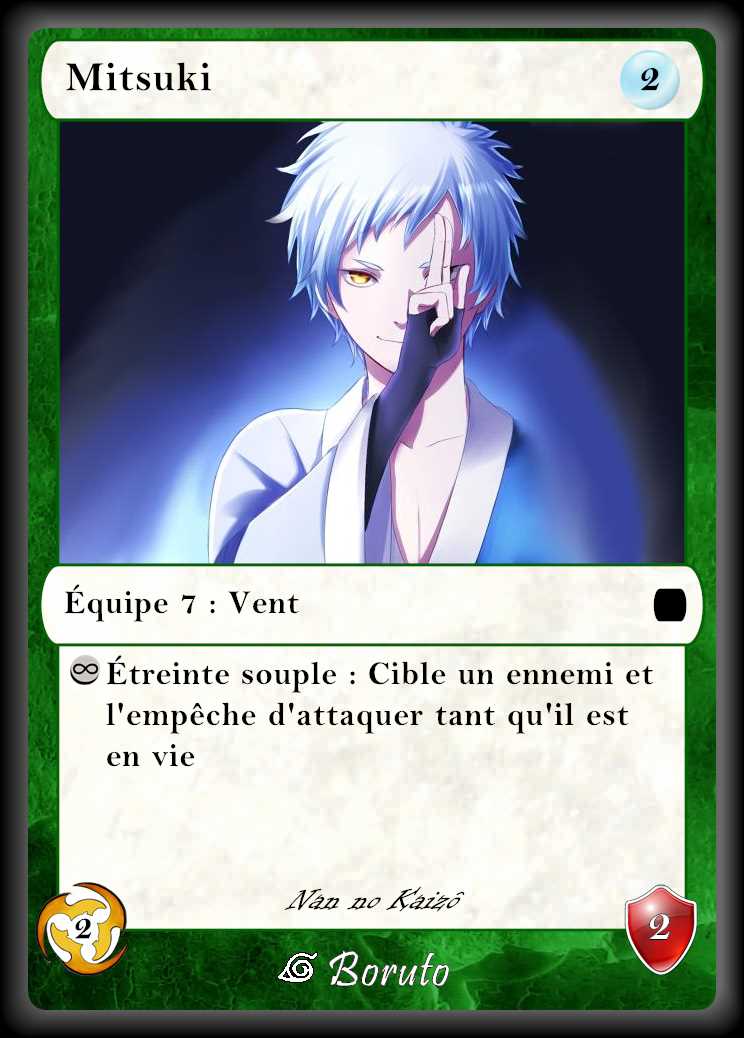 Mitsuki
2
Équipe 7 : Vent
Étreinte souple : Cible un ennemi et
l'empêche d'attaquer tant qu'il est
en vie
Nan no Kaizô
2
2
Boruto